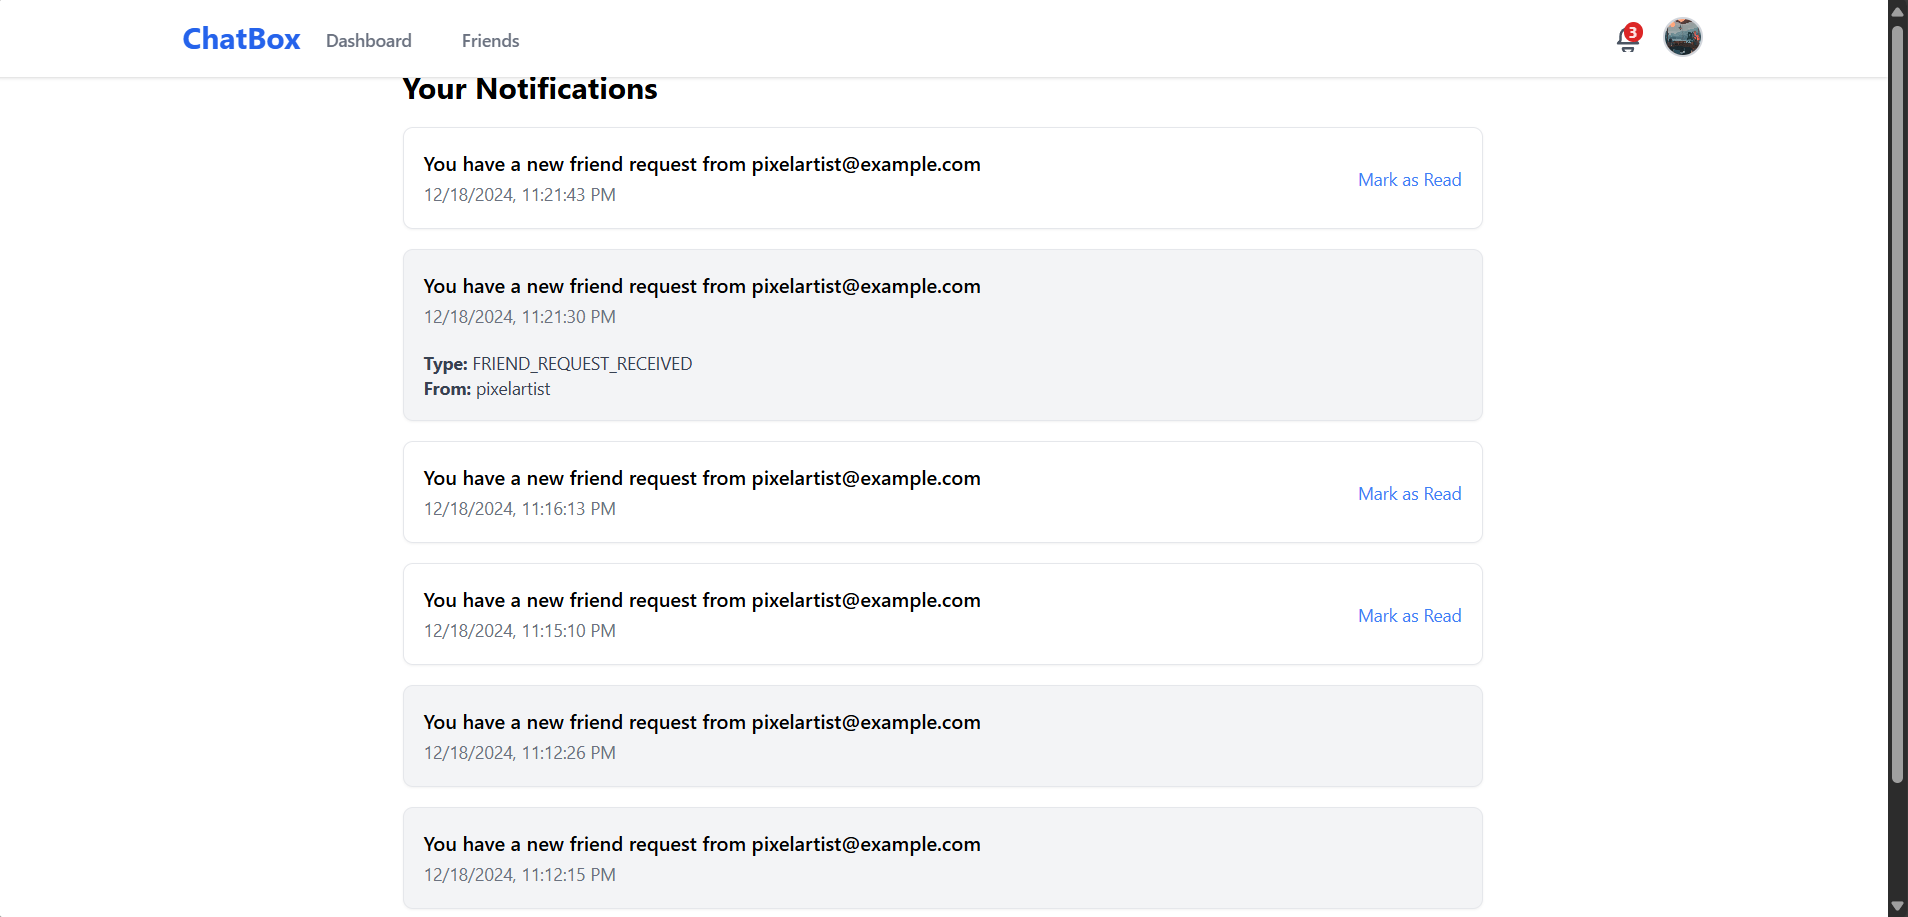 ChatBox Dashboard Friends 3
Your Notifications
You have a new friend request from pixelartist@example.com
12/18/2024, 11:21:43 PM
Mark as Read
You have a new friend request from pixelartist@example.com
12/18/2024, 11:21:30 PM
Type: FRIEND_REQUEST_RECEIVED
From: pixelartist
You have a new friend request from pixelartist@example.com
12/18/2024, 11:16:13 PM
Mark as Read
You have a new friend request from pixelartist@example.com
12/18/2024, 11:15:10 PM
Mark as Read
You have a new friend request from pixelartist@example.com
12/18/2024, 11:12:26 PM
You have a new friend request from pixelartist@example.com
12/18/2024, 11:12:15 PM